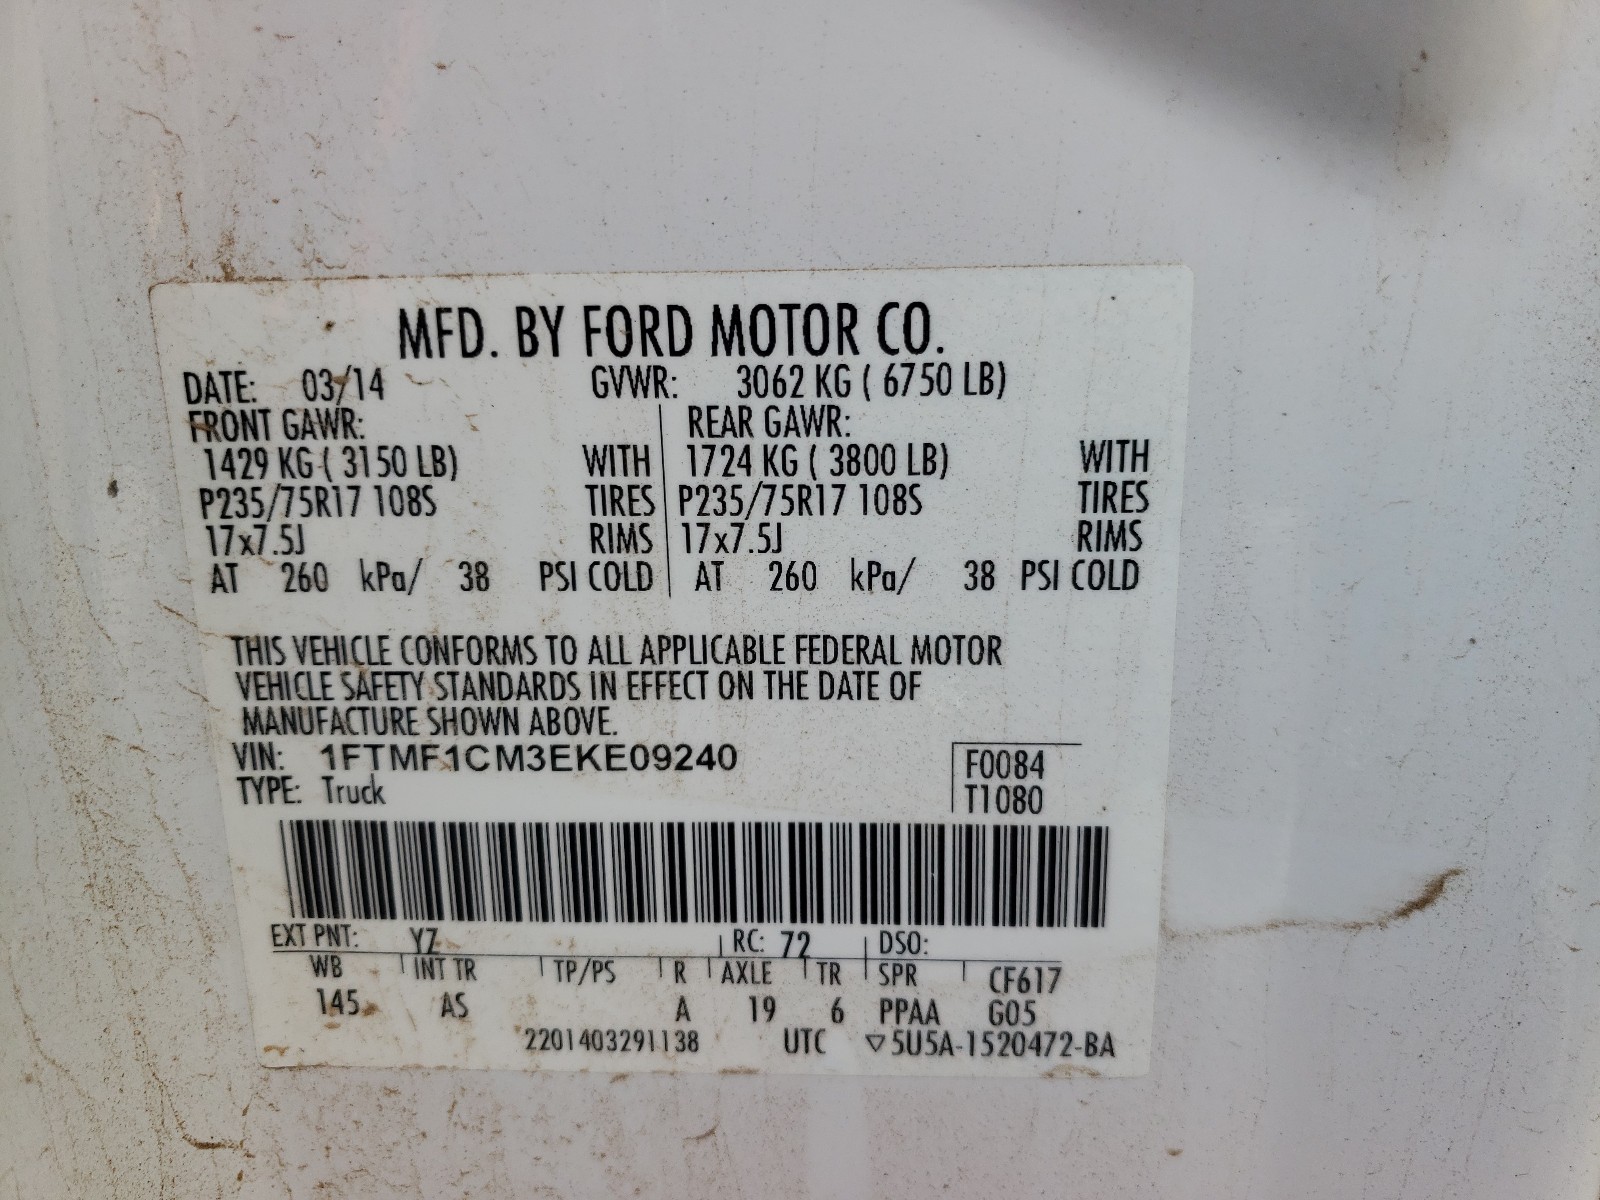 MFD. BY FORD MOTOR CO.
DATE: 03/14 GVWR: 3062 KG ( 6750 LB)
FRONT GAWR: REAR GAWR:
1429 KG ( 3150 LB) WITH 1724 KG ( 3800 LB) WITH
P235/75R17 108S TIRES P235/75R17 108S TIRES
17x7.5J RIMS 17x7.5J RIMS
AT 260 kPa/ 38 PSI COLD AT 260 kPa/ 38 PSI COLD
THIS VEHICLE CONFORMS TO ALL APPLICABLE FEDERAL MOTOR
VEHICLE SAFETY STANDARDS IN EFFECT ON THE DATE OF
MANUFACTURE SHOWN ABOVE.
VIN: 1FTMF1CM3EKE09240 F0084
TYPE: Truck T1080
EXT PNT: YZ RC: 72 DSO:
WB INT TR TP/PS R AXLE TR SPR CF617
145 AS A 19 6 PPAA G05
2201403291138 UTC ▽5U5A-1520472-BA